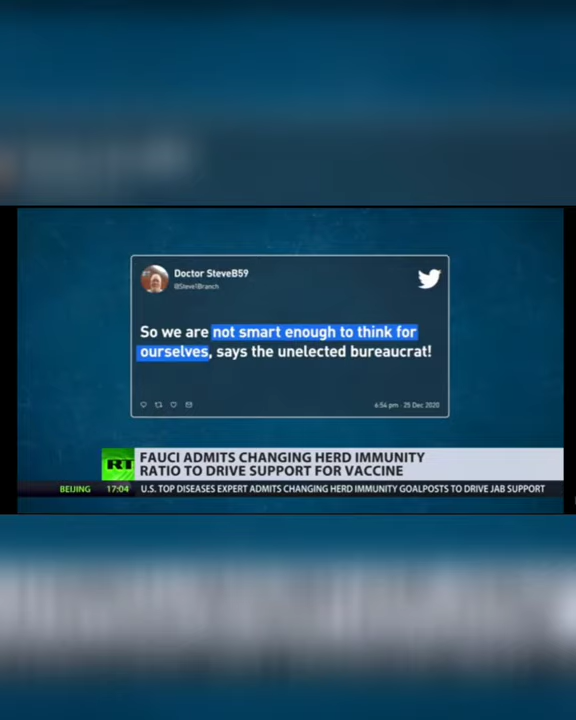 Doctor SteveB59
@Steve1Branch
So we are not smart enough to think for
ourselves, says the unelected bureaucrat!
6:54 pm · 25 Dec 2020
RT
FAUCI ADMITS CHANGING HERD IMMUNITY
RATIO TO DRIVE SUPPORT FOR VACCINE
BEIJING 17:04 U.S. TOP DISEASES EXPERT ADMITS CHANGING HERD IMMUNITY GOALPOSTS TO DRIVE JAB SUPPORT